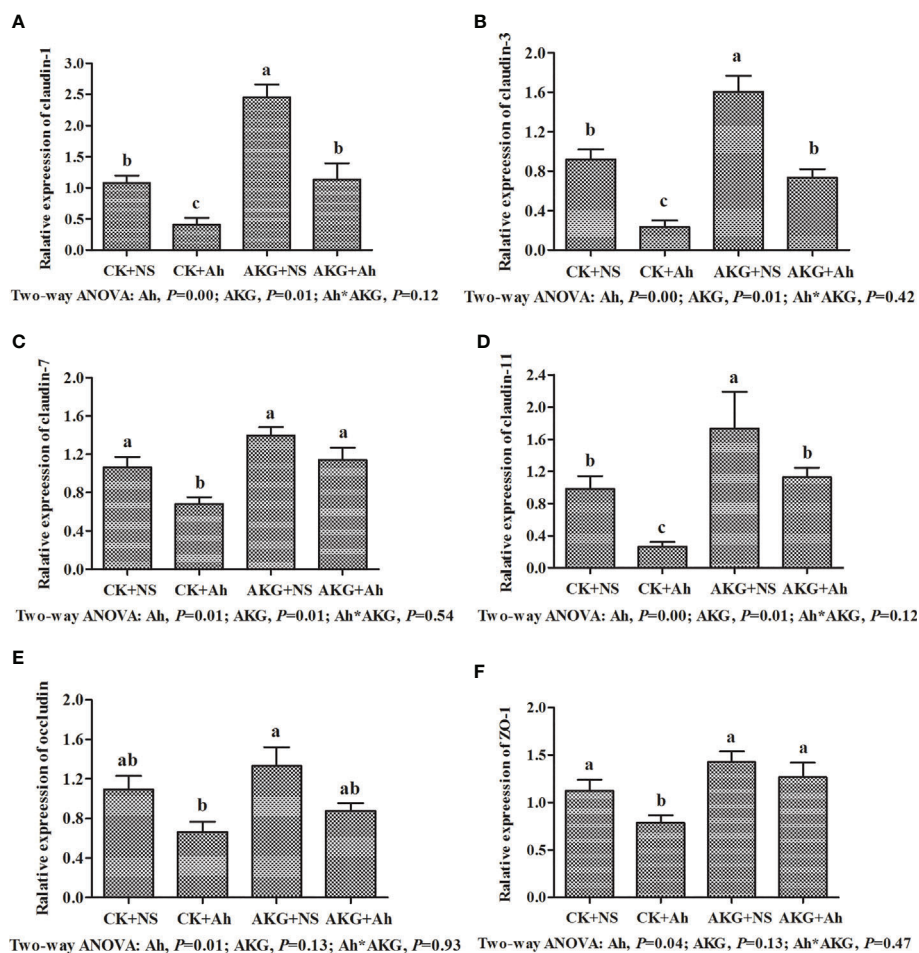 A
Ralative expreession of claudin-1
3.0
2.5
2.0
1.5
1.0
0.5
0.0
b
c
a
b
CK+NS CK+Ah AKG+NS AKG+Ah
Two-way ANOVA: Ah, P=0.00; AKG, P=0.01; Ah*AKG, P=0.12
B
Ralative expreession of claudin-3
2.0
1.6
1.2
0.8
0.4
0.0
b
c
a
b
CK+NS CK+Ah AKG+NS AKG+Ah
Two-way ANOVA: Ah, P=0.00; AKG, P=0.01; Ah*AKG, P=0.42
C
Ralative expreession of claudin-7
2.0
1.6
1.2
0.8
0.4
0.0
a
b
a
a
CK+NS CK+Ah AKG+NS AKG+Ah
Two-way ANOVA: Ah, P=0.01; AKG, P=0.01; Ah*AKG, P=0.54
D
Ralative expreession of claudin-11
2.4
2.0
1.6
1.2
0.8
0.4
0.0
b
c
a
b
CK+NS CK+Ah AKG+NS AKG+Ah
Two-way ANOVA: Ah, P=0.00; AKG, P=0.01; Ah*AKG, P=0.12
E
Ralative expreession of occludin
2.0
1.6
1.2
0.8
0.4
0.0
ab
b
a
ab
CK+NS CK+Ah AKG+NS AKG+Ah
Two-way ANOVA: Ah, P=0.01; AKG, P=0.13; Ah*AKG, P=0.93
F
Ralative expreession of ZO-1
2.0
1.5
1.0
0.5
0.0
a
b
a
a
CK+NS CK+Ah AKG+NS AKG+Ah
Two-way ANOVA: Ah, P=0.04; AKG, P=0.13; Ah*AKG, P=0.47